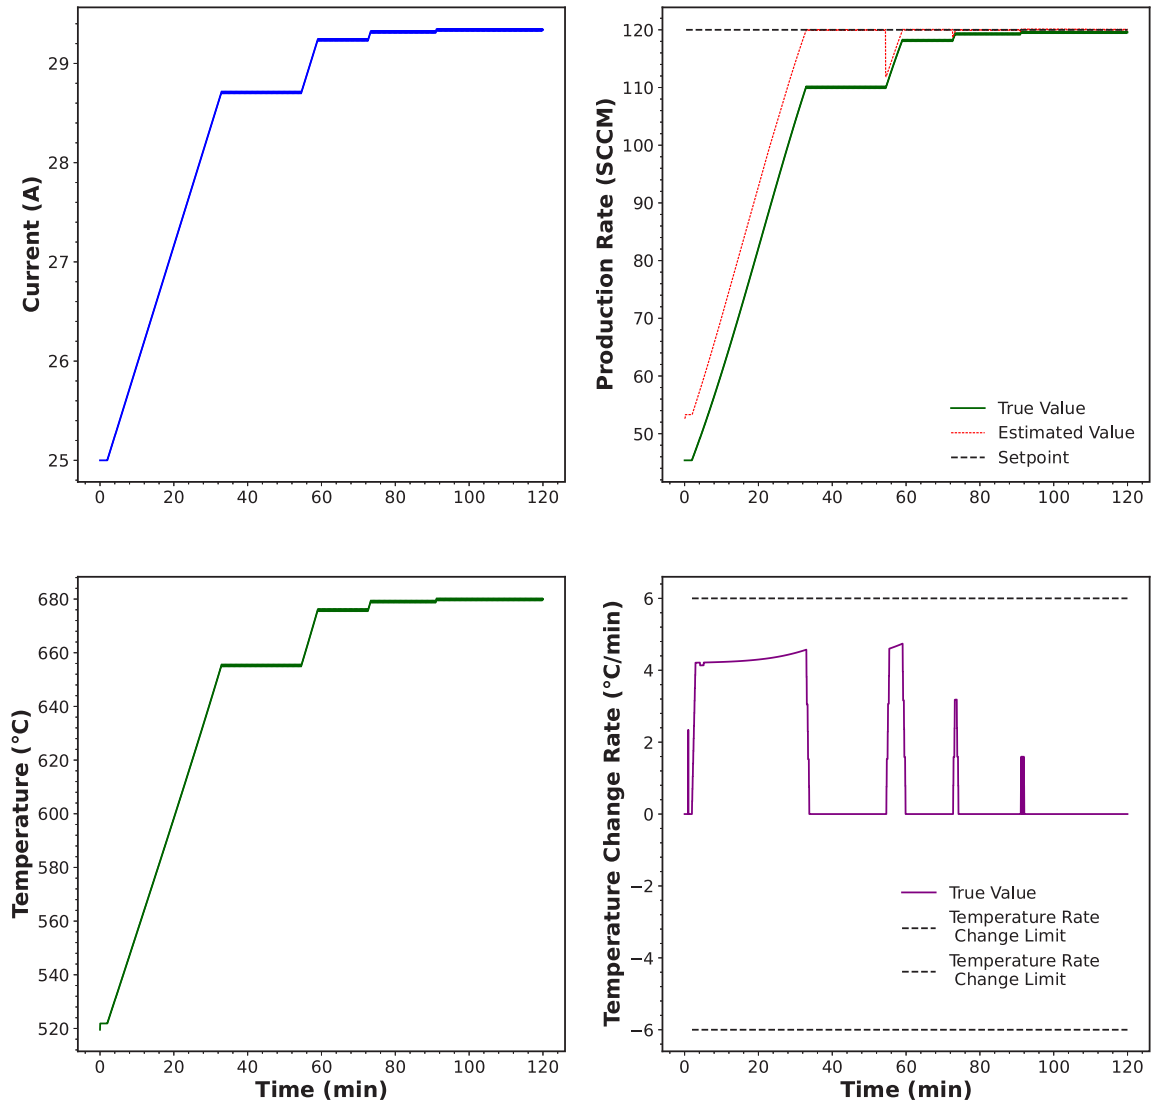 Current (A)
29
28
27
26
25
0 20 40 60 80 100 120
Production Rate (SCCM)
120
110
100
90
80
70
60
50
True Value
Estimated Value
Setpoint
0 20 40 60 80 100 120
Temperature (°C)
680
660
640
620
600
580
560
540
520
0 20 40 60 80 100 120
Time (min)
Temperature Change Rate (°C/min)
6
4
2
0
−2
−4
−6
True Value
Temperature Rate
Change Limit
Temperature Rate
Change Limit
0 20 40 60 80 100 120
Time (min)